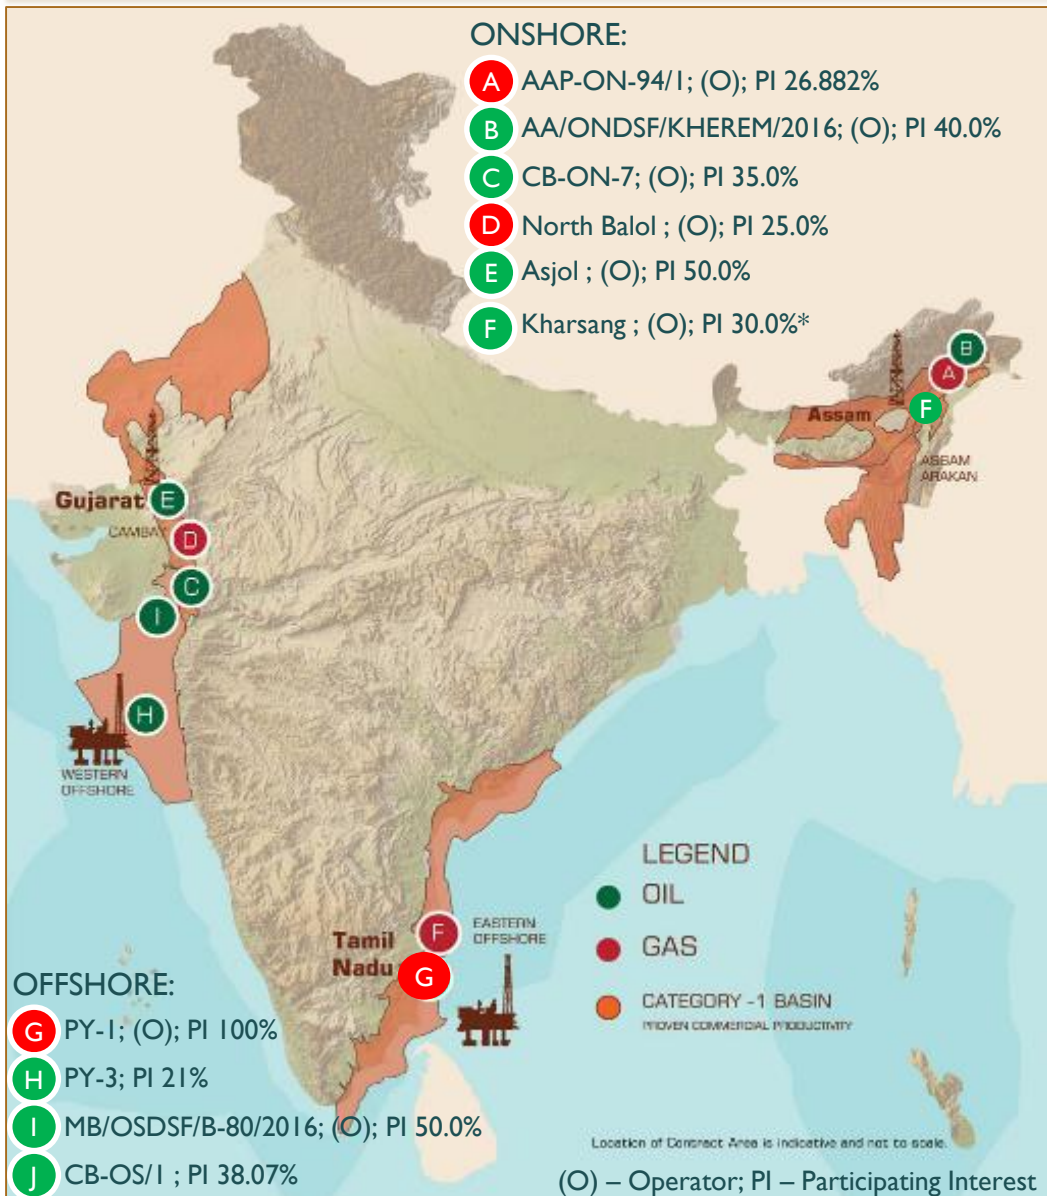 ONSHORE:
A AAP-ON-94/1; (O); PI 26.882%
B AA/ONDSF/KHEREM/2016; (O); PI 40.0%
C CB-ON-7; (O); PI 35.0%
D North Balol ; (O); PI 25.0%
E Asjol ; (O); PI 50.0%
F Kharsang ; (O); PI 30.0%*
B
A
Assam F
ASSAM
ARAKAN
Gujarat E
CAMBAY D
C
I
H
WESTERN
OFFSHORE
LEGEND
OIL
GAS
CATEGORY -1 BASIN
PROVEN COMMERCIAL PRODUCTIVITY
F
EASTERN
OFFSHORE
Tamil
Nadu G
OFFSHORE:
G PY-1; (O); PI 100%
H PY-3; PI 21%
I MB/OSDSF/B-80/2016; (O); PI 50.0%
J CB-OS/1 ; PI 38.07%
Location of Contract Area is indicative and not to scale.
(O) – Operator; PI – Participating Interest